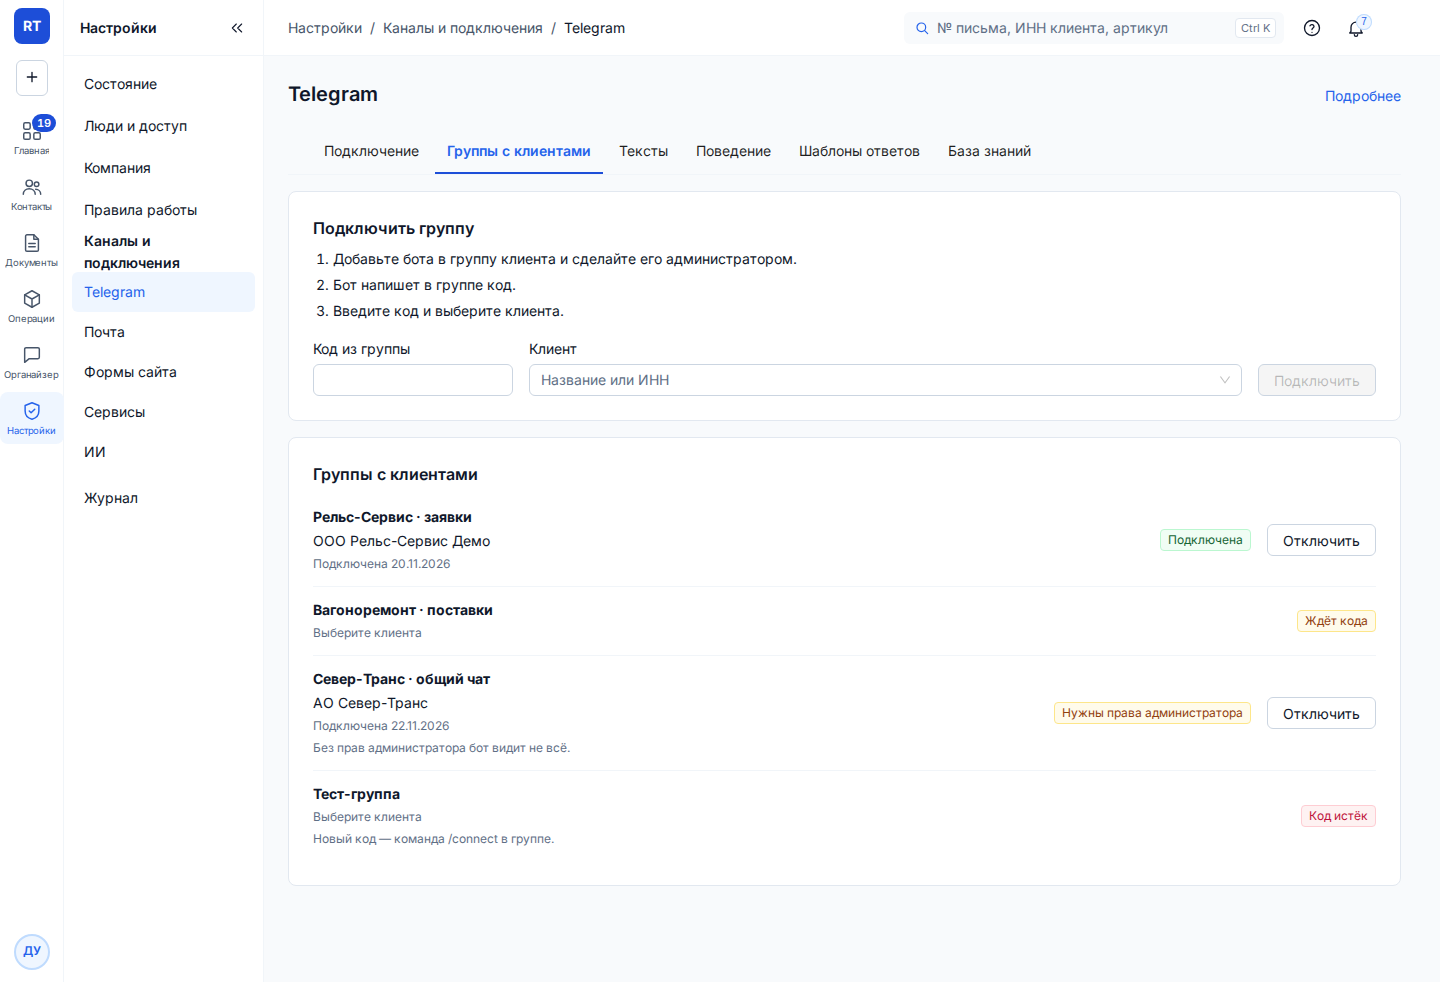 RT
Настройки
Настройки / Каналы и подключения / Telegram
№ письма, ИНН клиента, артикул
Ctrl K
7
+
19
Главная
Контакты
Документы
Операции
Органайзер
Настройки
ДУ
Состояние
Люди и доступ
Компания
Правила работы
Каналы и
подключения
Telegram
Почта
Формы сайта
Сервисы
ИИ
Журнал
Telegram
Подробнее
Подключение
Группы с клиентами
Тексты
Поведение
Шаблоны ответов
База знаний
Подключить группу
1. Добавьте бота в группу клиента и сделайте его администратором.
2. Бот напишет в группе код.
3. Введите код и выберите клиента.
Код из группы
Клиент
Название или ИНН
Подключить
Группы с клиентами
Рельс-Сервис · заявки
ООО Рельс-Сервис Демо
Подключена 20.11.2026
Подключена
Отключить
Вагоноремонт · поставки
Выберите клиента
Ждёт кода
Север-Транс · общий чат
АО Север-Транс
Подключена 22.11.2026
Без прав администратора бот видит не всё.
Нужны права администратора
Отключить
Тест-группа
Выберите клиента
Новый код — команда /connect в группе.
Код истёк